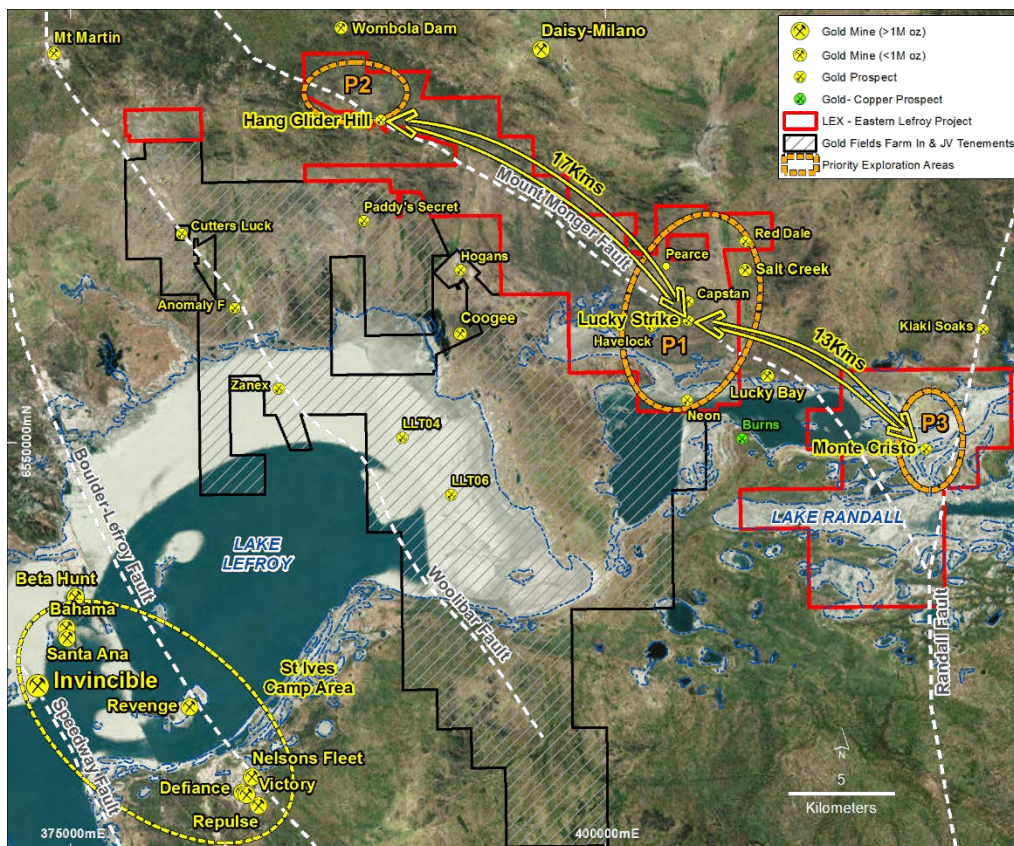 Mt Martin
Wombola Dam
Daisy-Milano
Gold Mine (>1M oz)
Gold Mine (<1M oz)
Gold Prospect
Gold- Copper Prospect
LEX - Eastern Lefroy Project
Gold Fields Farm In & JV Tenements
Priority Exploration Areas
P2
Hang Glider Hill
17Kms
Mount Monger Fault
Paddy's Secret
Cutters Luck
Hogans
Pearce
Red Dale
Salt Creek
Anomaly F
Coogee
Capstan
Lucky Strike
Havelock
P1
13Kms
Kiaki Soaks
Zanex
Lucky Bay
Neon
LLT04
Burns
P3
Monte Cristo
6550000mN
Boulder-Lefroy Fault
LLT06
LAKE RANDALL
LAKE
LEFROY
Woolibar Fault
Randall Fault
Beta Hunt
Bahama
Santa Ana
Invincible
Revenge
St Ives
Camp Area
Speedway Fault
Nelsons Fleet
Defiance
Victory
Repulse
N
5
Kilometers
375000mE
400000mE